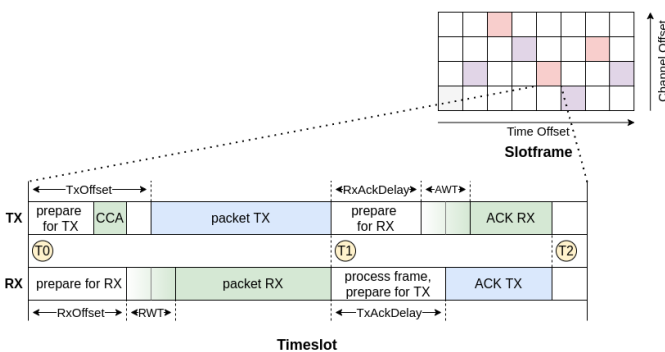 Channel Offset
Time Offset
Slotframe
TxOffset
RxAckDelay
AWT
TX
prepare
for TX
CCA
packet TX
prepare
for RX
ACK RX
T0
T1
T2
RX
prepare for RX
packet RX
process frame,
prepare for TX
ACK TX
RxOffset
RWT
TxAckDelay
Timeslot